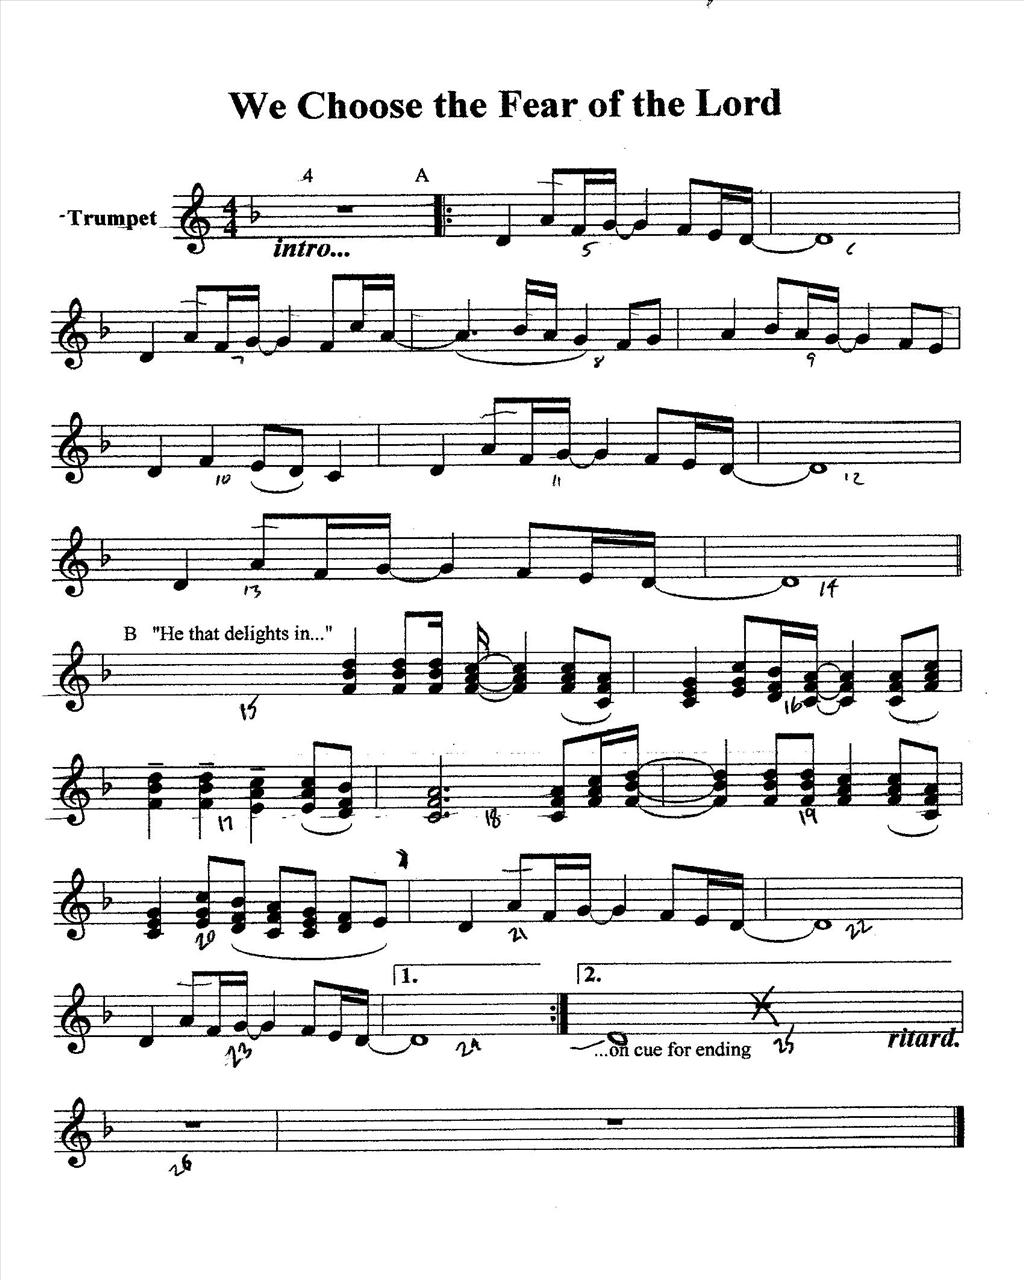 We Choose the Fear of the Lord
4 A
-Trumpet
4
4
intro...
5 6
7 8 9
10 11 12
13 14
B "He that delights in..."
15 16
17 18 19
20 21 22
1. 2.
23 24 25
...on cue for ending ritard.
26